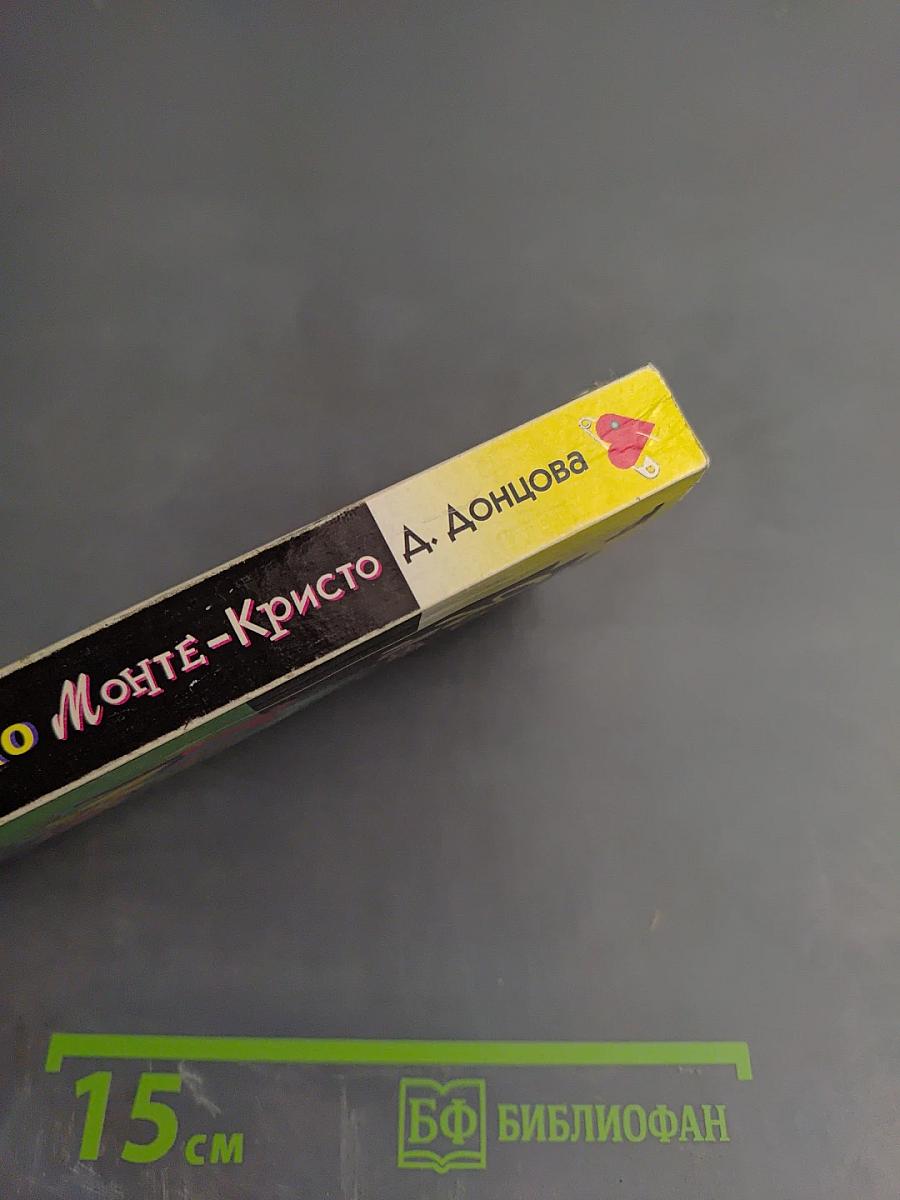 Монте-Кристо Д. Донцова
15 см
БФ БИБЛИОФАН